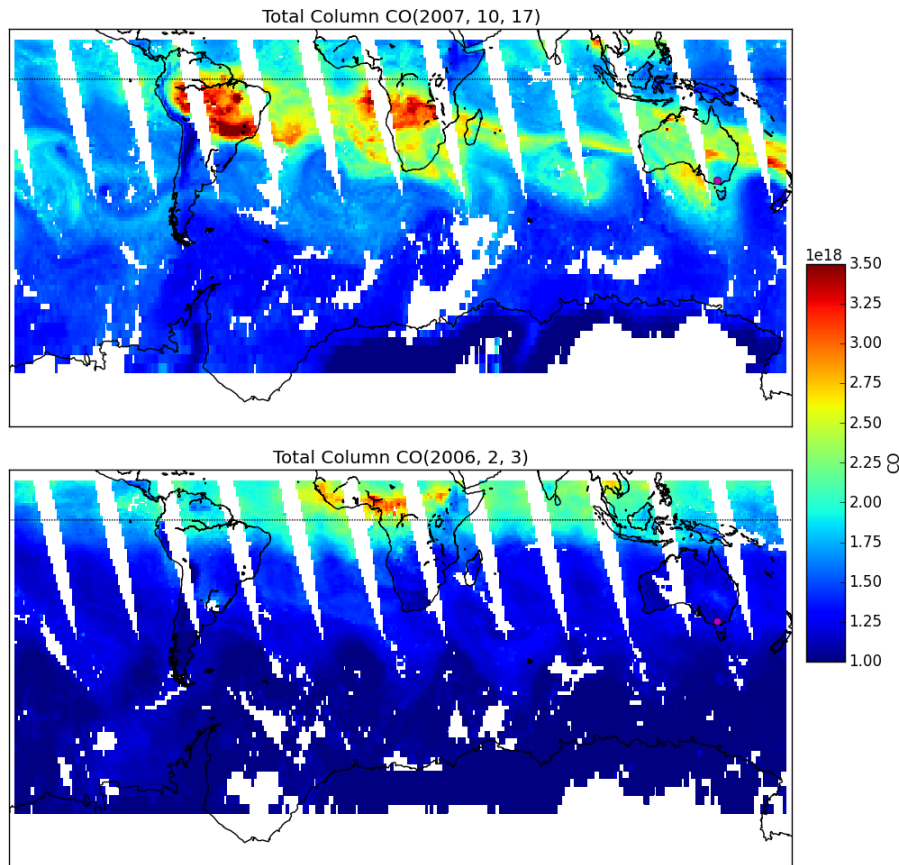 Total Column CO(2007, 10, 17)
1e18
3.50
3.25
3.00
2.75
2.50
2.25
2.00
1.75
1.50
1.25
1.00
CO
Total Column CO(2006, 2, 3)